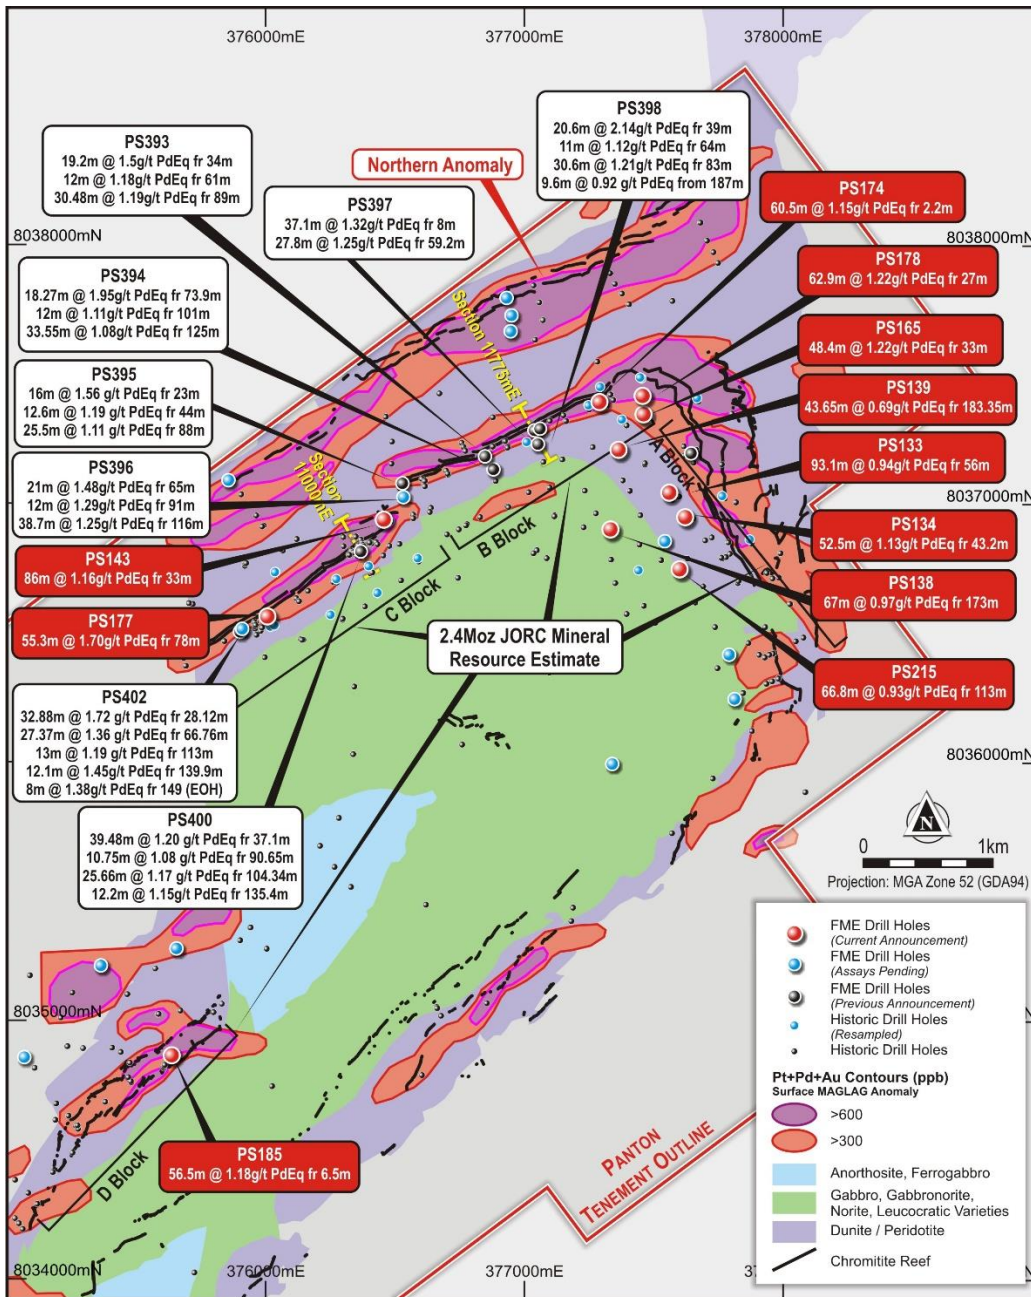 376000mE
377000mE
378000mE
PS398
20.6m @ 2.14g/t PdEq fr 39m
11m @ 1.12g/t PdEq fr 64m
30.6m @ 1.21g/t PdEq fr 83m
9.6m @ 0.92 g/t PdEq from 187m
PS393
19.2m @ 1.5g/t PdEq fr 34m
12m @ 1.18g/t PdEq fr 61m
30.48m @ 1.19g/t PdEq fr 89m
Northern Anomaly
PS174
60.5m @ 1.15g/t PdEq fr 2.2m
PS397
37.1m @ 1.32g/t PdEq fr 8m
27.8m @ 1.25g/t PdEq fr 59.2m
8038000mN
8038000mN
PS178
62.9m @ 1.22g/t PdEq fr 27m
PS394
18.27m @ 1.95g/t PdEq fr 73.9m
12m @ 1.11g/t PdEq fr 101m
33.55m @ 1.08g/t PdEq fr 125m
Section 11775mE
PS165
48.4m @ 1.22g/t PdEq fr 33m
PS395
16m @ 1.56 g/t PdEq fr 23m
12.6m @ 1.19 g/t PdEq fr 44m
25.5m @ 1.11 g/t PdEq fr 88m
PS139
43.65m @ 0.69g/t PdEq fr 183.35m
A Block
PS396
21m @ 1.48g/t PdEq fr 65m
12m @ 1.29g/t PdEq fr 91m
38.7m @ 1.25g/t PdEq fr 116m
Section
11000mE
PS133
93.1m @ 0.94g/t PdEq fr 56m
8037000mN
PS134
52.5m @ 1.13g/t PdEq fr 43.2m
B Block
PS143
86m @ 1.16g/t PdEq fr 33m
PS138
67m @ 0.97g/t PdEq fr 173m
C Block
PS177
55.3m @ 1.70g/t PdEq fr 78m
2.4Moz JORC Mineral
Resource Estimate
PS215
66.8m @ 0.93g/t PdEq fr 113m
PS402
32.88m @ 1.72 g/t PdEq fr 28.12m
27.37m @ 1.36 g/t PdEq fr 66.76m
13m @ 1.19 g/t PdEq fr 113m
12.1m @ 1.45g/t PdEq fr 139.9m
8m @ 1.38g/t PdEq fr 149 (EOH)
8036000mN
PS400
39.48m @ 1.20 g/t PdEq fr 37.1m
10.75m @ 1.08 g/t PdEq fr 90.65m
25.66m @ 1.17 g/t PdEq fr 104.34m
12.2m @ 1.15g/t PdEq fr 135.4m
N
0 1km
Projection: MGA Zone 52 (GDA94)
FME Drill Holes
(Current Announcement)
FME Drill Holes
(Assays Pending)
FME Drill Holes
(Previous Announcement)
Historic Drill Holes
(Resampled)
Historic Drill Holes
Pt+Pd+Au Contours (ppb)
Surface MAGLAG Anomaly
>600
>300
Anorthosite, Ferrogabbro
Gabbro, Gabbronorite,
Norite, Leucocratic Varieties
Dunite / Peridotite
Chromitite Reef
8035000mN
PS185
56.5m @ 1.18g/t PdEq fr 6.5m
D Block
PANTON
TENEMENT OUTLINE
8034000mN
376000mE
377000mE